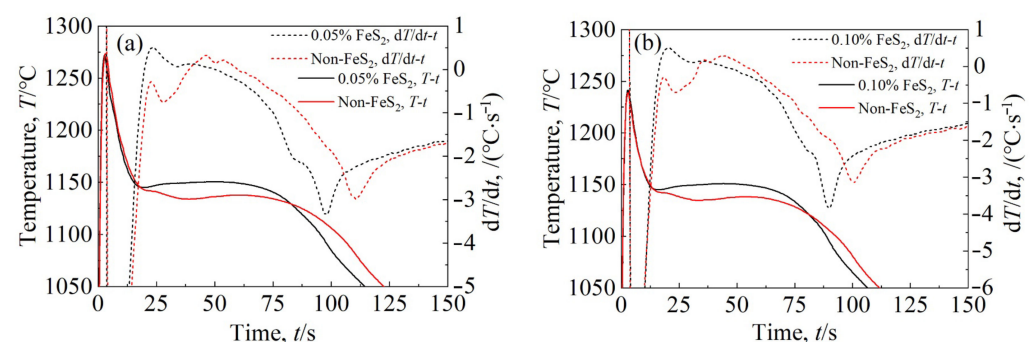 (a)
0.05% FeS₂, dT/dt-t
Non-FeS₂, dT/dt-t
0.05% FeS₂, T-t
Non-FeS₂, T-t
Temperature, T/°C
1300
1250
1200
1150
1100
1050
0 25 50 75 100 125 150
Time, t/s
1
0
−1
−2
−3
−4
−5
dT/dt, /(°C·s⁻¹)
(b)
0.10% FeS₂, dT/dt-t
Non-FeS₂, dT/dt-t
0.10% FeS₂, T-t
Non-FeS₂, T-t
Temperature, T/°C
1300
1250
1200
1150
1100
1050
0 25 50 75 100 125 150
Time, t/s
1
0
−1
−2
−3
−4
−5
−6
dT/dt, /(°C·s⁻¹)